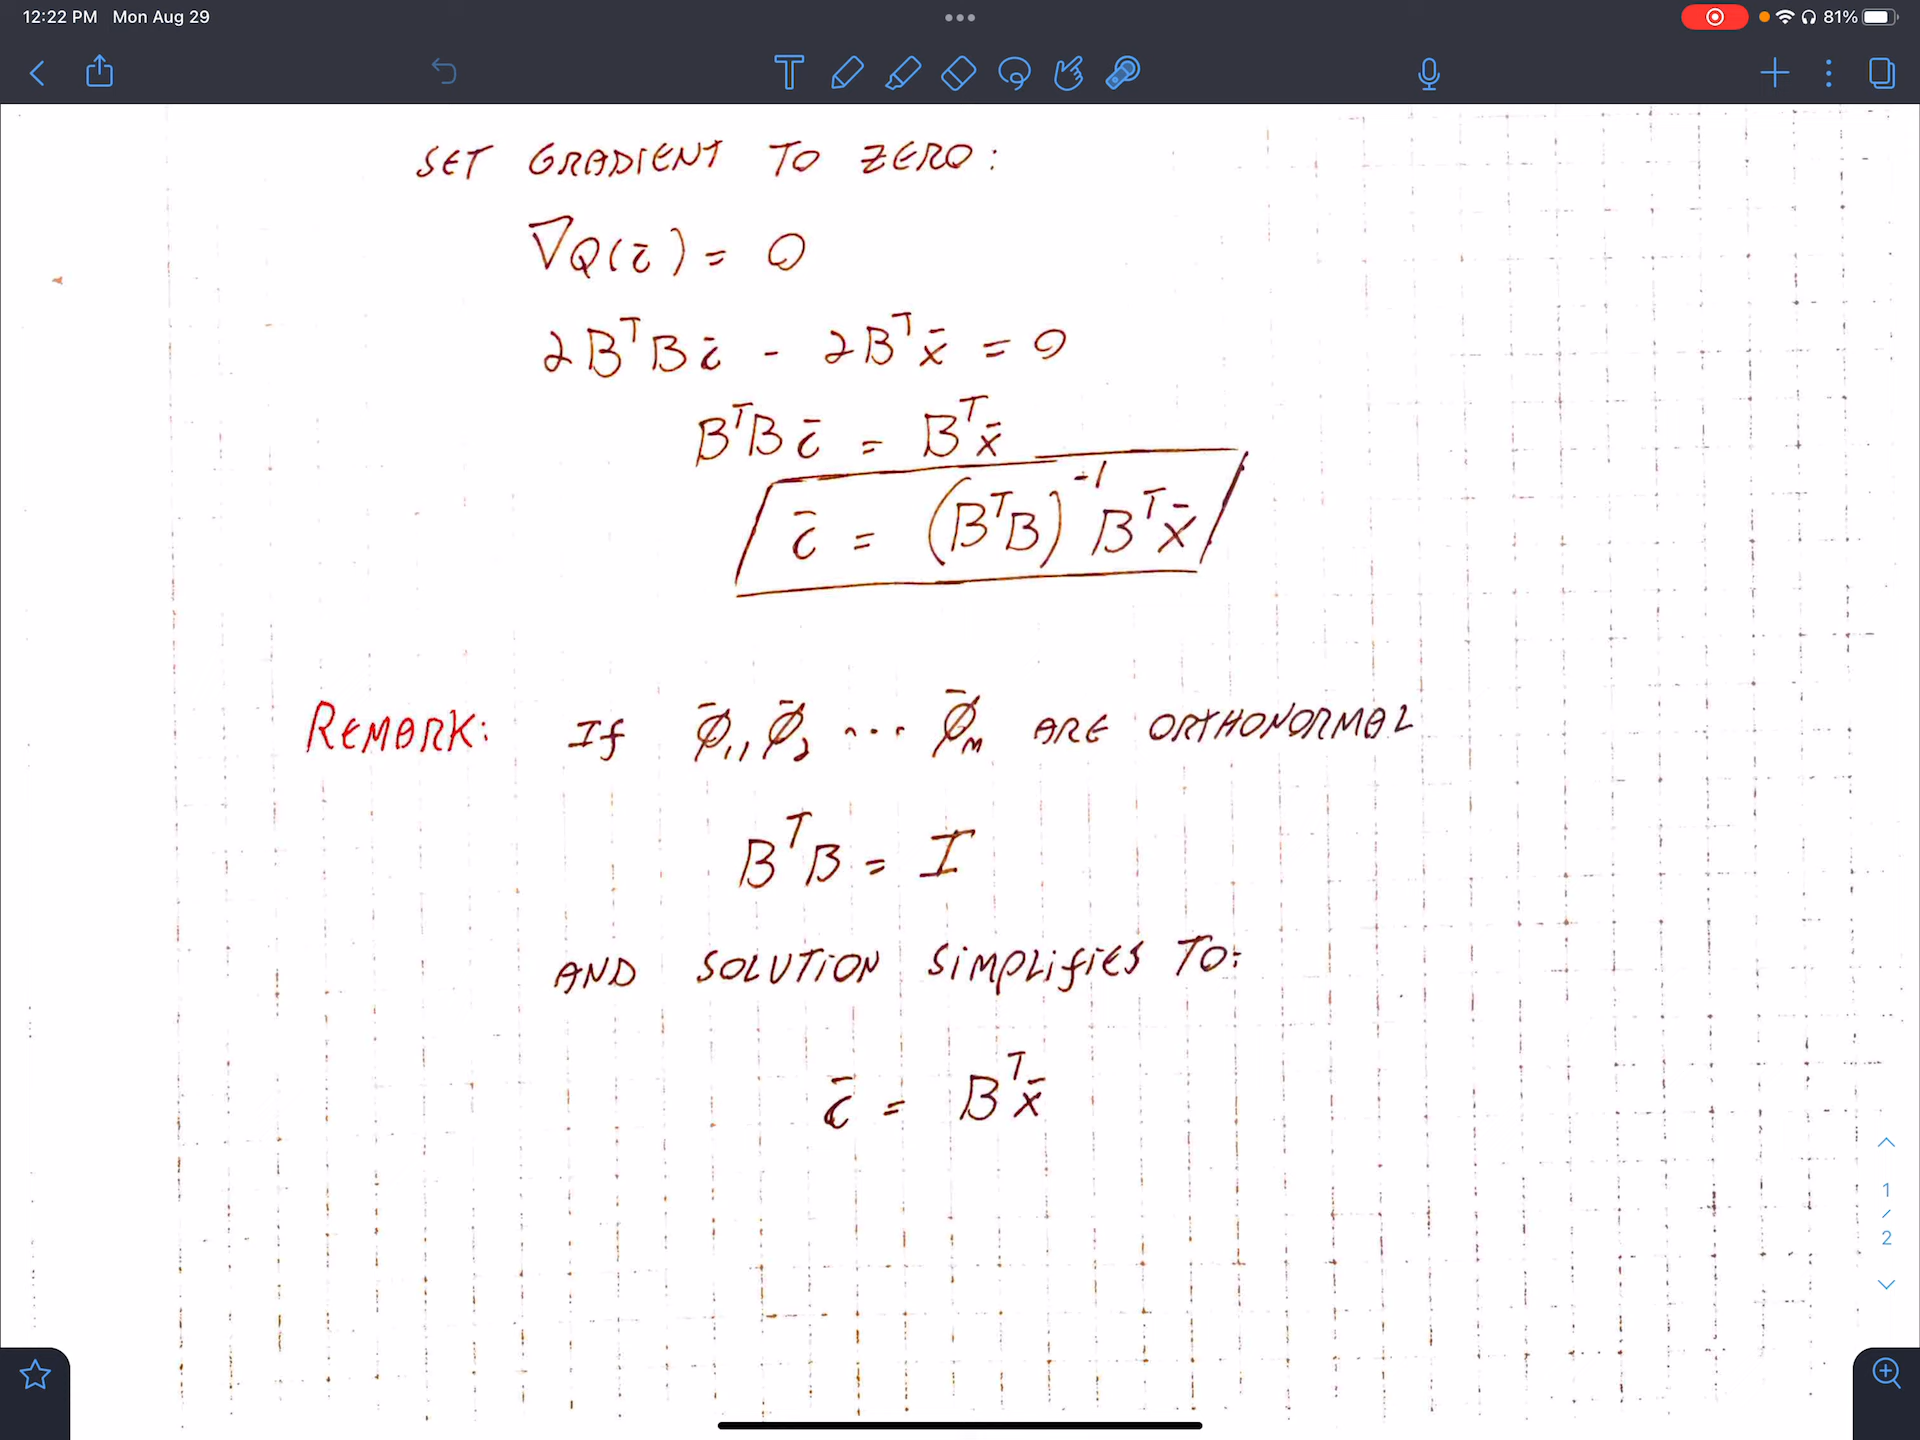 12:22 PM Mon Aug 29
81%
SET GRADIENT TO ZERO:
∇Q(c̄) = 0
2BᵀBc̄ - 2Bᵀx̄ = 0
BᵀBc̄ = Bᵀx̄
c̄ = (BᵀB)⁻¹Bᵀx̄
REMARK: If φ̄₁, φ̄₂ ... φ̄ₘ ARE ORTHONORMAL
BᵀB = I
AND SOLUTION SIMPLIFIES TO:
c̄ = Bᵀx̄
1
/
2